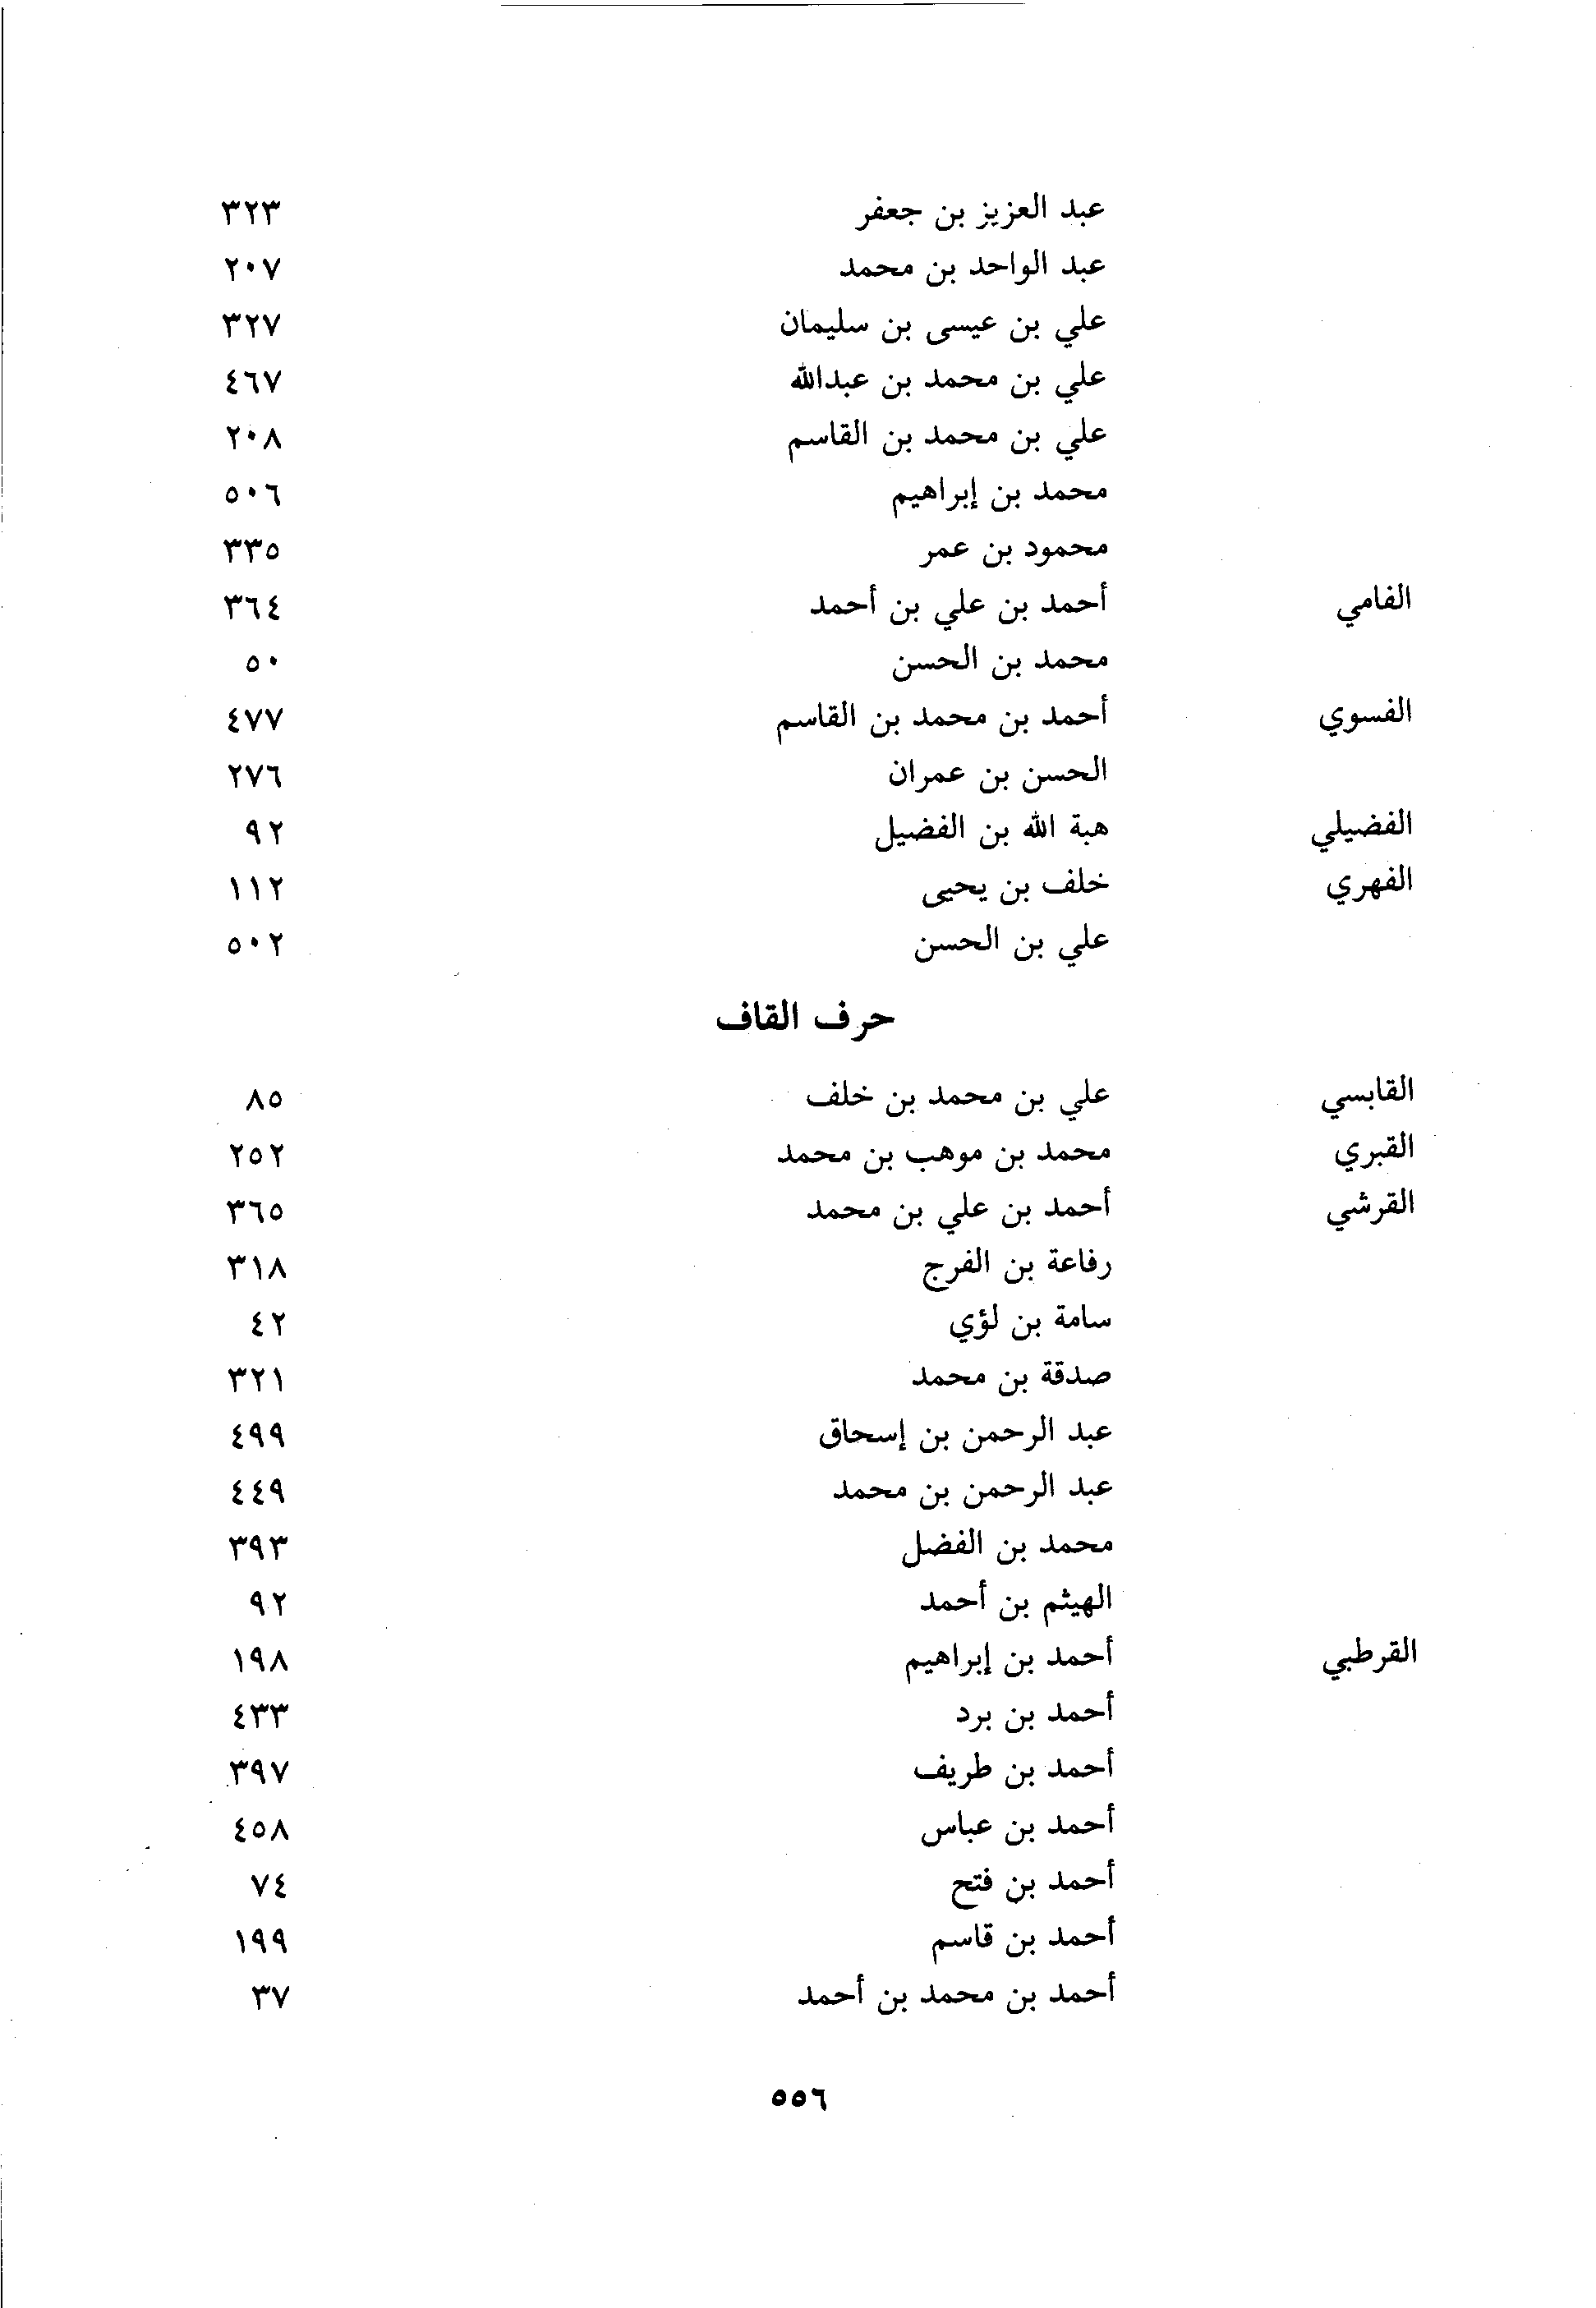 عبد العزيز بن جعفر ٣٢٣
عبد الواحد بن محمد ٢٠٧
علي بن عيسى بن سليمان ٣٢٧
علي بن محمد بن عبدالله ٤٦٧
علي بن محمد بن القاسم ٢٠٨
محمد بن إبراهيم ٥٠٦
محمود بن عمر ٣٣٥
الفامي أحمد بن علي بن أحمد ٣٦٤
محمد بن الحسن ٥٠
الفسوي أحمد بن محمد بن القاسم ٤٧٧
الحسن بن عمران ٢٧٦
الفضيلي هبة الله بن الفضيل ٩٢
الفهري خلف بن يحيى ١١٢
علي بن الحسن ٥٠٢
حرف القاف
القابسي علي بن محمد بن خلف ٨٥
القبري محمد بن موهب بن محمد ٢٥٢
القرشي أحمد بن علي بن محمد ٣٦٥
رفاعة بن الفرج ٣١٨
سامة بن لؤي ٤٢
صدقة بن محمد ٣٢١
عبد الرحمن بن إسحاق ٤٩٩
عبد الرحمن بن محمد ٤٤٩
محمد بن الفضل ٣٩٣
الهيثم بن أحمد ٩٢
القرطبي أحمد بن إبراهيم ١٩٨
أحمد بن برد ٤٣٣
أحمد بن طريف ٣٩٧
أحمد بن عباس ٤٥٨
أحمد بن فتح ٧٤
أحمد بن قاسم ١٩٩
أحمد بن محمد بن أحمد ٣٧
٥٥٦